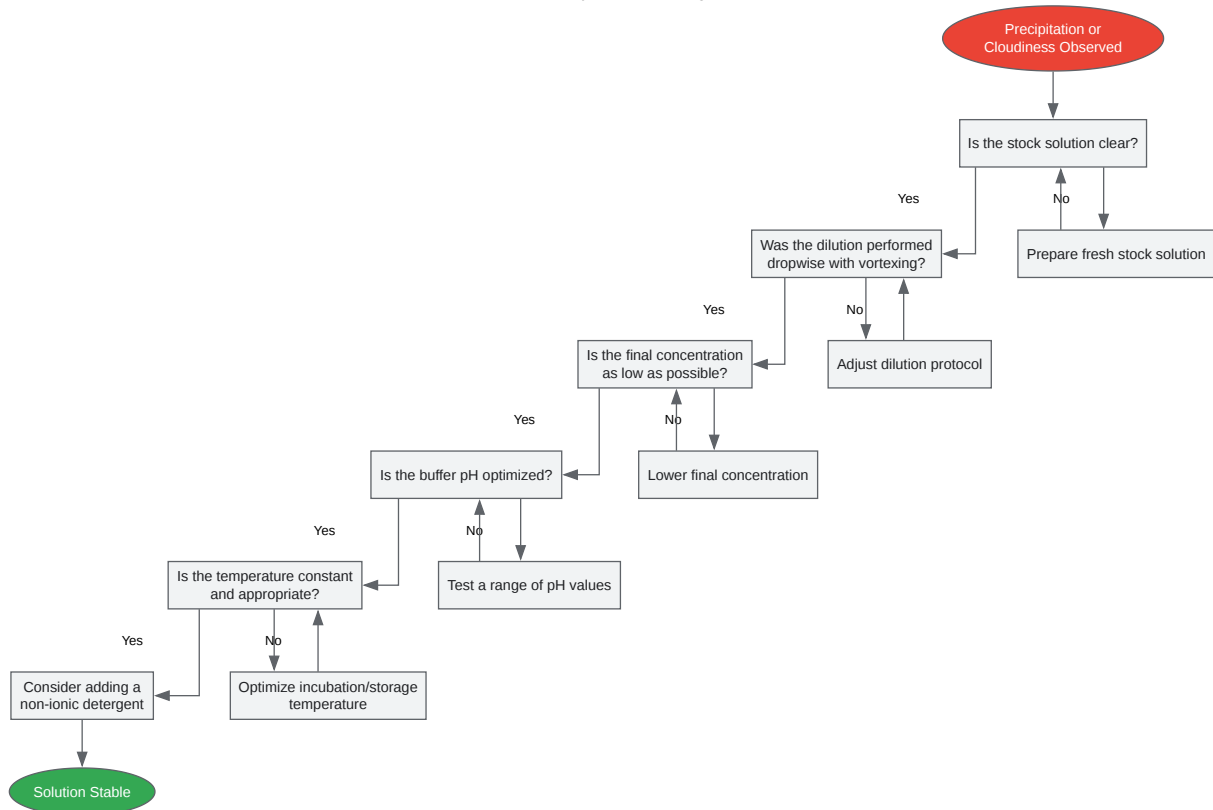 Precipitation or
Cloudiness Observed
Is the stock solution clear?
Yes
No
Was the dilution performed
dropwise with vortexing?
Prepare fresh stock solution
Yes
No
Is the final concentration
as low as possible?
Adjust dilution protocol
Yes
No
Is the buffer pH optimized?
Lower final concentration
Yes
No
Is the temperature constant
and appropriate?
Test a range of pH values
Yes
No
Consider adding a
non-ionic detergent
Optimize incubation/storage
temperature
Solution Stable